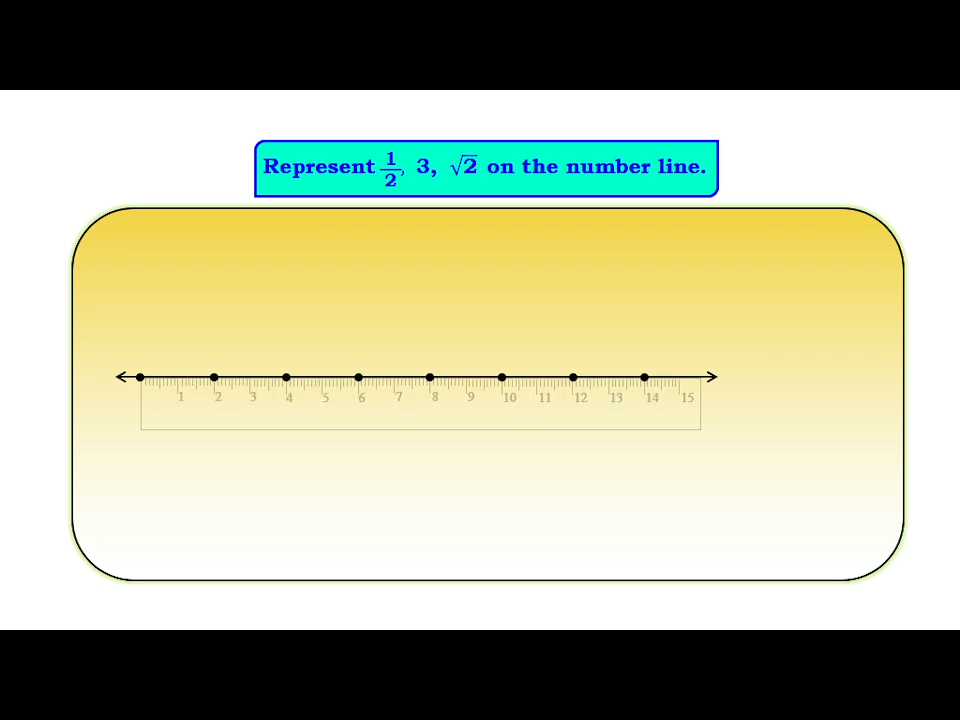 Represent 1/2, 3, √2 on the number line.
1 2 3 4 5 6 7 8 9 10 11 12 13 14 15